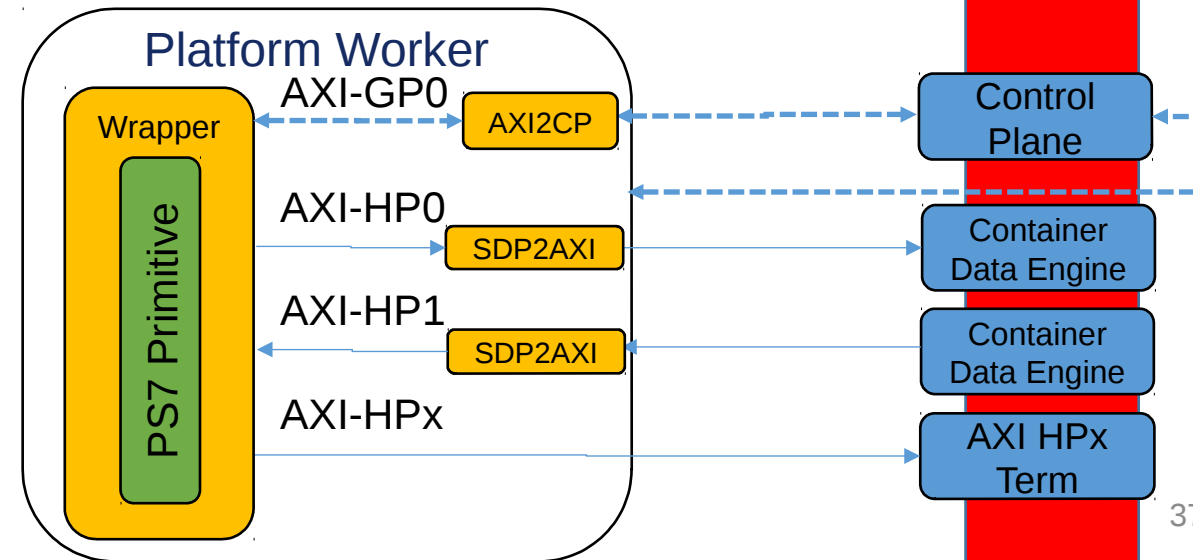 Platform Worker
AXI-GP0
Wrapper
AXI2CP
Control
Plane
AXI-HP0
SDP2AXI
Container
Data Engine
PS7 Primitive
AXI-HP1
SDP2AXI
Container
Data Engine
AXI-HPx
AXI HPx
Term
37